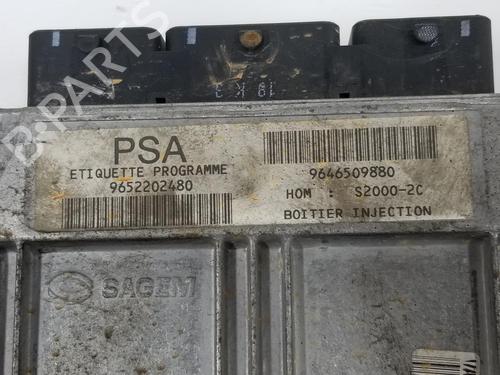 B-PARTS
PSA
ETIQUETTE PROGRAMME
9652202480
9646509880
HOM : S2000-2C
BOITIER INJECTION
SAGEM